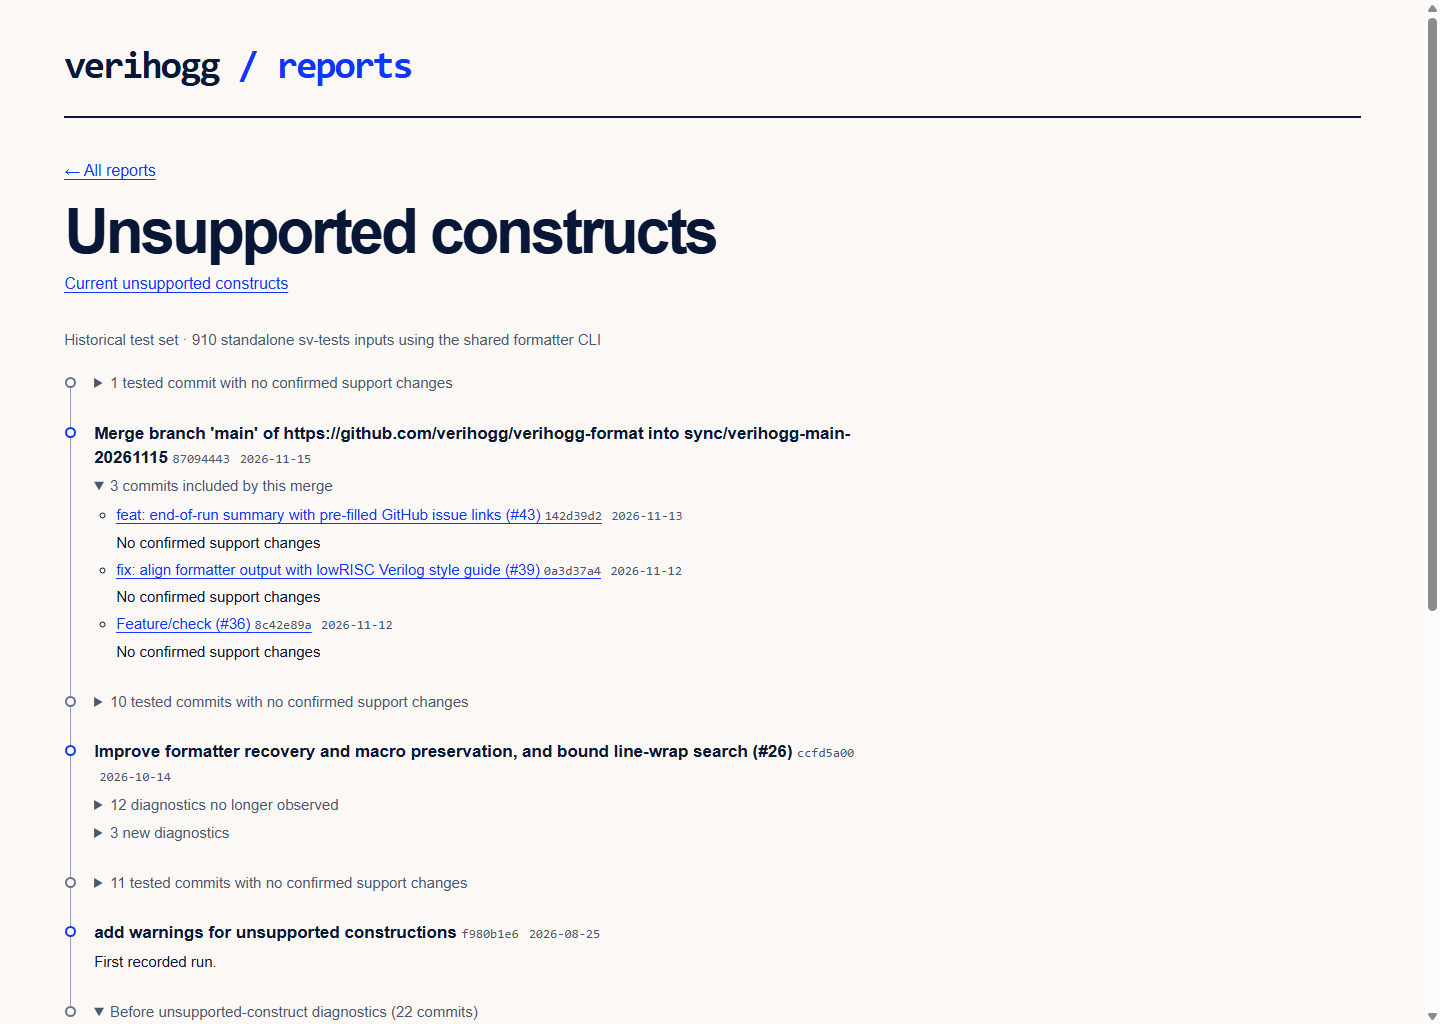 verihogg / reports
← All reports
Unsupported constructs
Current unsupported constructs
Historical test set · 910 standalone sv-tests inputs using the shared formatter CLI
▶ 1 tested commit with no confirmed support changes
Merge branch 'main' of https://github.com/verihogg/verihogg-format into sync/verihogg-main-
20261115 87094443 2026-11-15
▼ 3 commits included by this merge
feat: end-of-run summary with pre-filled GitHub issue links (#43) 142d39d2 2026-11-13
No confirmed support changes
fix: align formatter output with lowRISC Verilog style guide (#39) 0a3d37a4 2026-11-12
No confirmed support changes
Feature/check (#36) 8c42e89a 2026-11-12
No confirmed support changes
▶ 10 tested commits with no confirmed support changes
Improve formatter recovery and macro preservation, and bound line-wrap search (#26) ccfd5a00
2026-10-14
▶ 12 diagnostics no longer observed
▶ 3 new diagnostics
▶ 11 tested commits with no confirmed support changes
add warnings for unsupported constructions f980b1e6 2026-08-25
First recorded run.
▼ Before unsupported-construct diagnostics (22 commits)